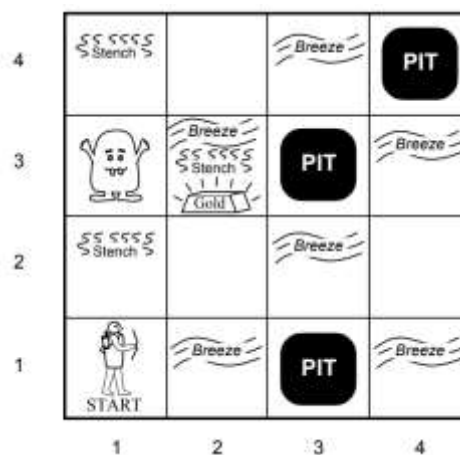 4
Stench
Breeze
PIT
3
Breeze
Stench
Gold
PIT
Breeze
2
Stench
Breeze
1
START
Breeze
PIT
Breeze
1 2 3 4